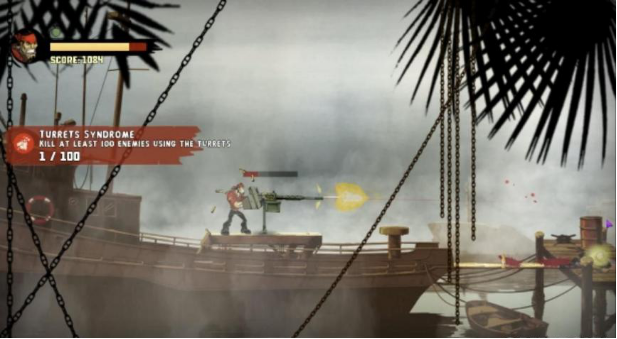 SCORE:1084
TURRETS SYNDROME
KILL AT LEAST 100 ENEMIES USING THE TURRETS
1 / 100